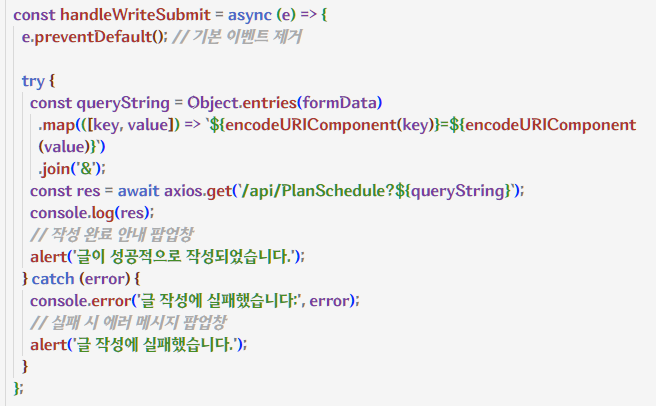 const handleWriteSubmit = async (e) => {
e.preventDefault(); // 기본 이벤트 제거
try {
const queryString = Object.entries(formData)
.map(([key, value]) => `${encodeURIComponent(key)}=${encodeURIComponent
(value)}`)
.join('&');
const res = await axios.get(`/api/PlanSchedule?${queryString}`);
console.log(res);
// 작성 완료 안내 팝업창
alert('글이 성공적으로 작성되었습니다.');
} catch (error) {
console.error('글 작성에 실패했습니다:', error);
// 실패 시 에러 메시지 팝업창
alert('글 작성에 실패했습니다.');
}
};